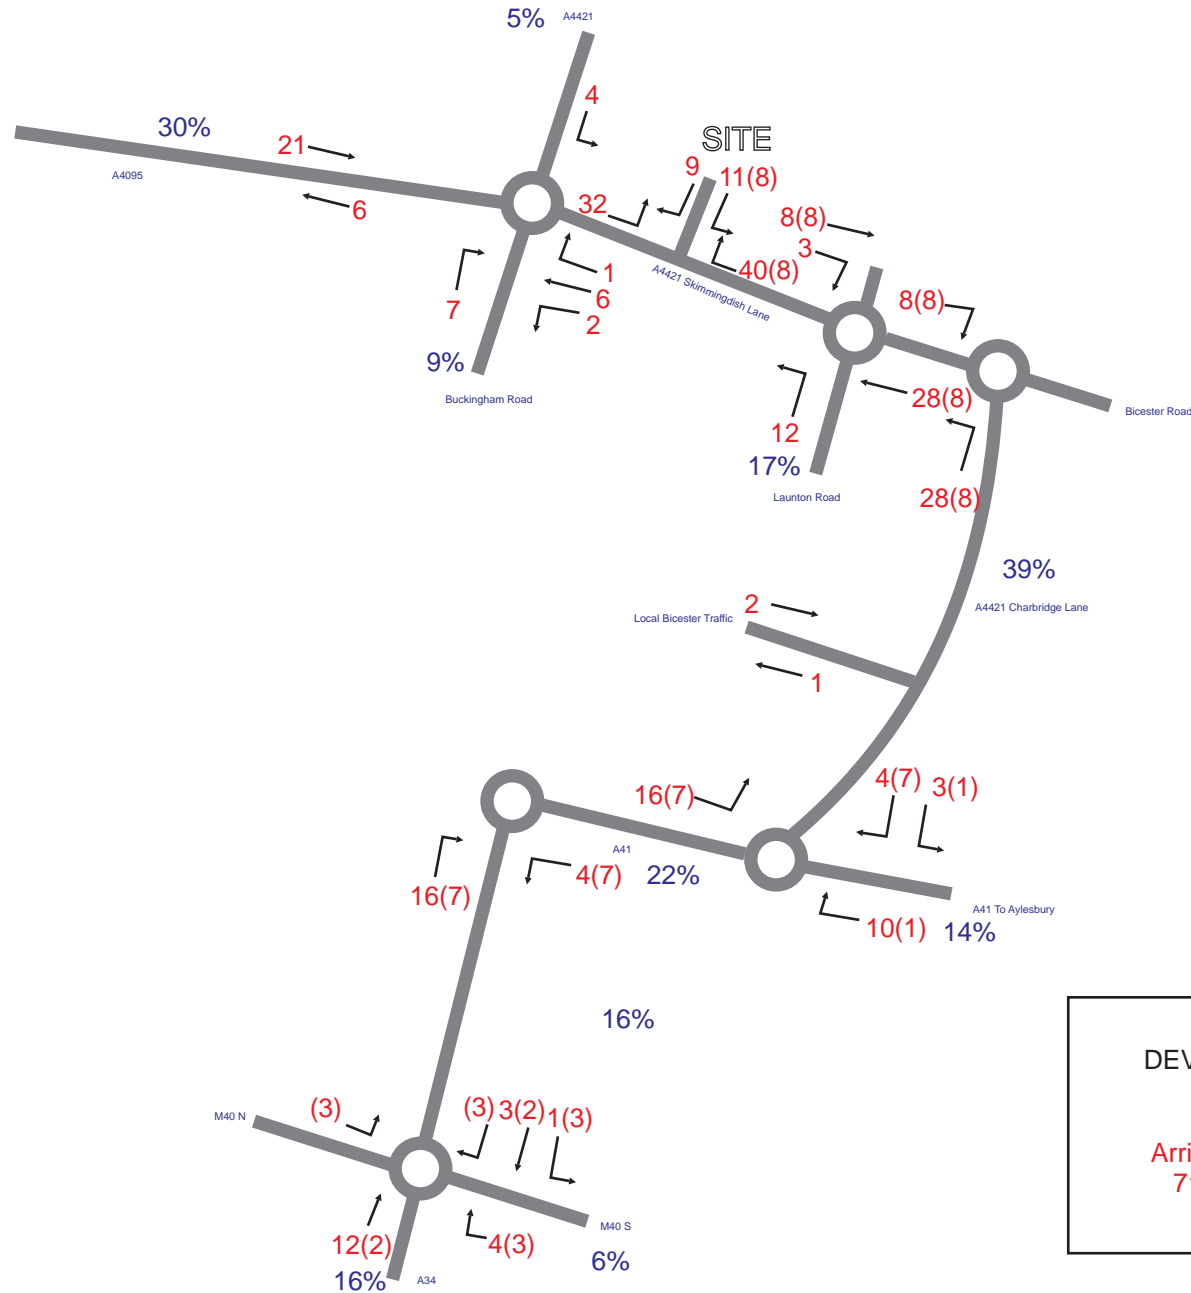 5%
A4421
4
30%
21
A4095
6
SITE
9
11(8)
32
8(8)
3
40(8)
A4421 Skimmingdish Lane
1
6
2
7
9%
Buckingham Road
8(8)
28(8)
Bicester Road
12
17%
Launton Road
28(8)
39%
A4421 Charbridge Lane
2
Local Bicester Traffic
1
16(7)
4(7)
3(1)
A41
22%
4(7)
16(7)
10(1)
A41 To Aylesbury
14%
16%
DEV
M40 N
(3)
(3)
3(2)
1(3)
Arri
M40 S
12(2)
4(3)
6%
16%
A34